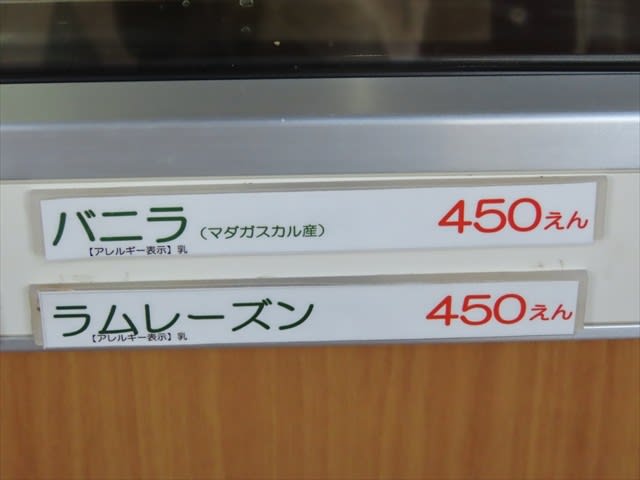 バニラ（マダガスカル産） 450えん
【アレルギー表示】乳
ラムレーズン 450えん
【アレルギー表示】乳